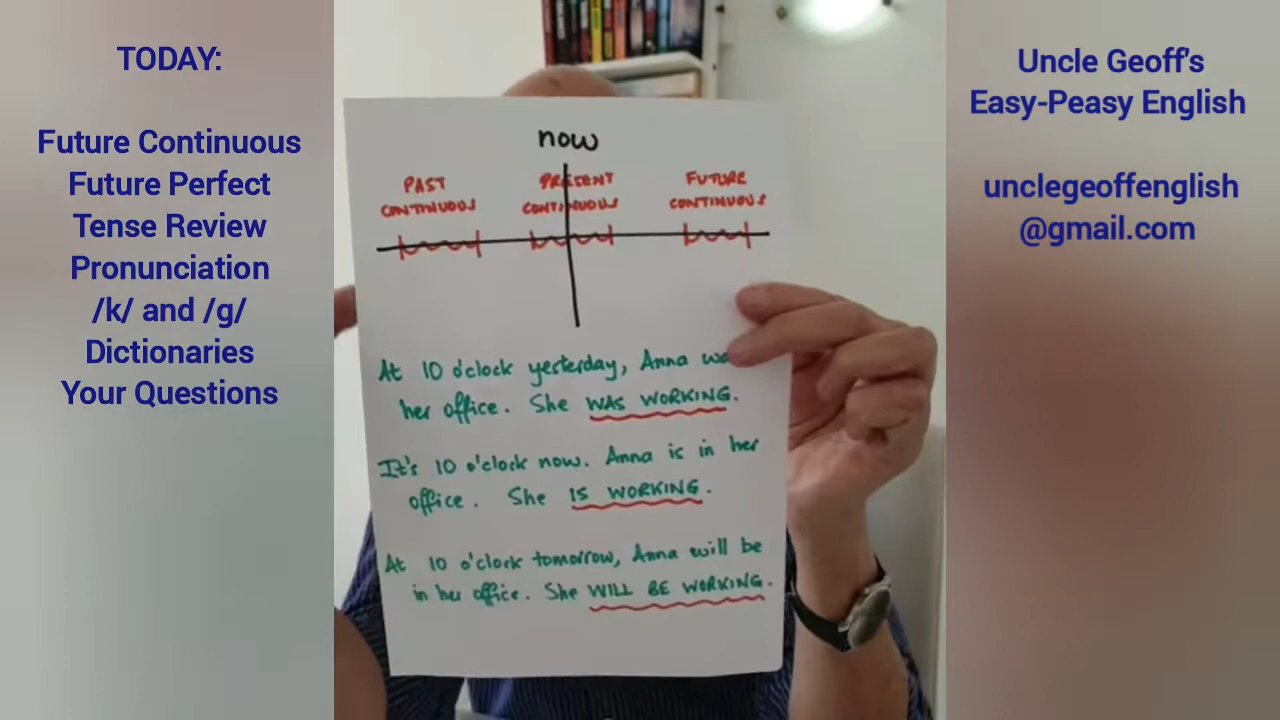 TODAY:
Future Continuous
Future Perfect
Tense Review
Pronunciation
/k/ and /g/
Dictionaries
Your Questions
now
PAST
CONTINUOUS
PRESENT
CONTINUOUS
FUTURE
CONTINUOUS
At 10 o'clock yesterday, Anna
her office. She WAS WORKING.
It's 10 o'clock now. Anna is in her
office. She IS WORKING.
At 10 o'clock tomorrow, Anna will be
in her office. She WILL BE WORKING.
Uncle Geoff's
Easy-Peasy English
unclegeoffenglish
@gmail.com